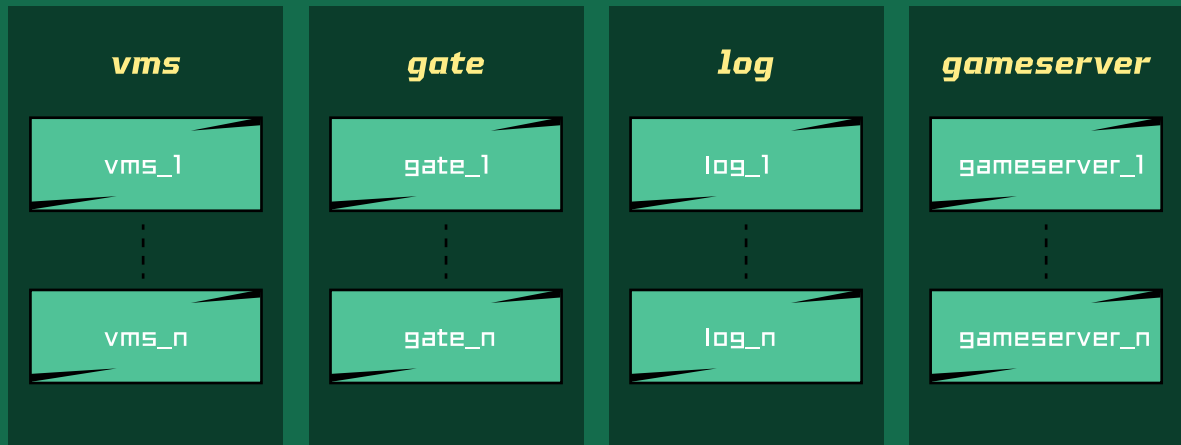 vms
gate
log
gameserver
vms_1
gate_1
log_1
gameserver_1
vms_n
gate_n
log_n
gameserver_n